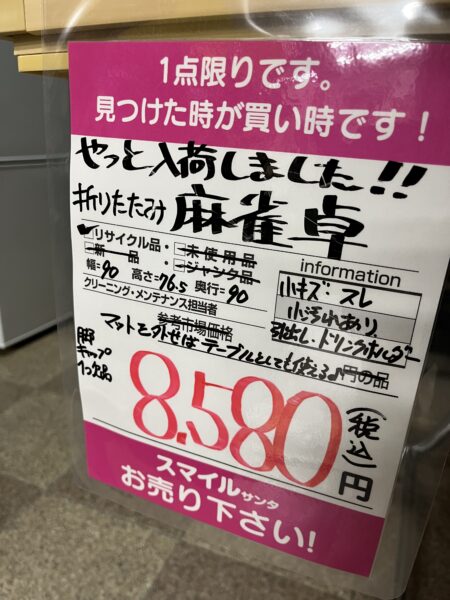 1点限りです。
見つけた時が買い時です！
やっと入荷しました!!
折りたたみ 麻雀卓
リサイクル品・未使用品
新品・ジャンク品
幅=90 高さ=76.5 奥行=90
クリーニング・メンテナンス担当者
information
小キズ・スレ
小汚れあり
引出し・ドリンクホルダー
参考市場価格
マットを外せばテーブルとしても使える♪ 円の品
脚
キャップ
1つ欠品
8.580円
(税込)
スマイルサンタ
お売り下さい!